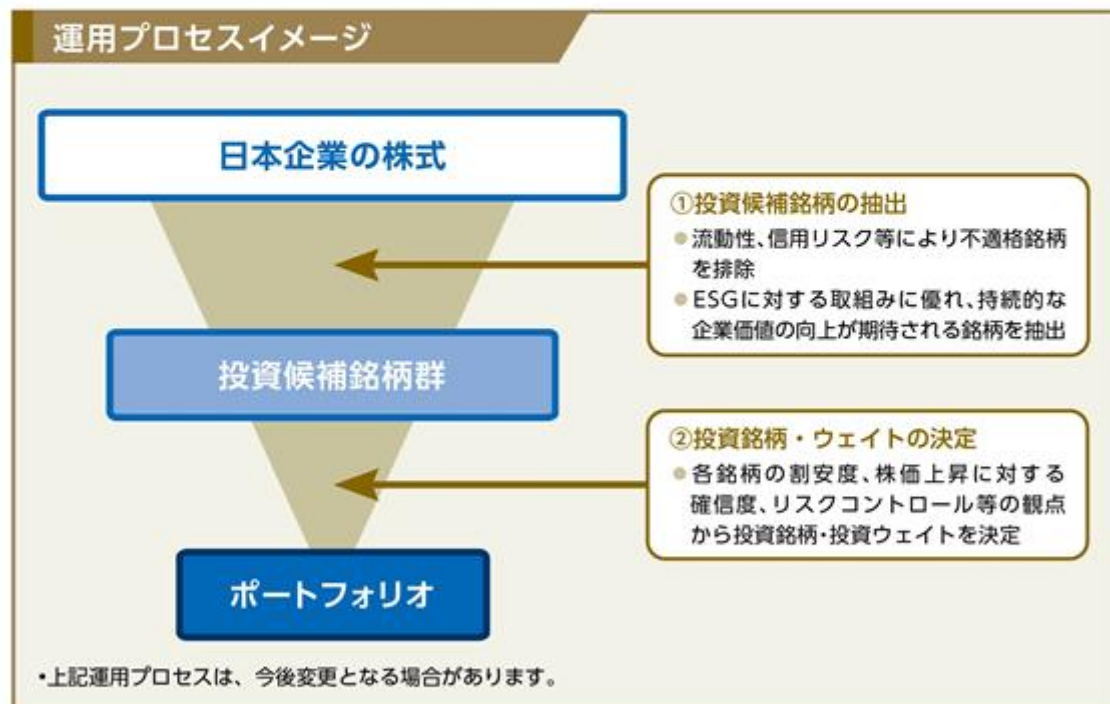 運用プロセスイメージ
日本企業の株式
①投資候補銘柄の抽出
●流動性、信用リスク等により不適格銘柄
を排除
●ESGに対する取組みに優れ、持続的な
企業価値の向上が期待される銘柄を抽出
投資候補銘柄群
②投資銘柄・ウェイトの決定
●各銘柄の割安度、株価上昇に対する
確信度、リスクコントロール等の観点
から投資銘柄・投資ウェイトを決定
ポートフォリオ
•上記運用プロセスは、今後変更となる場合があります。